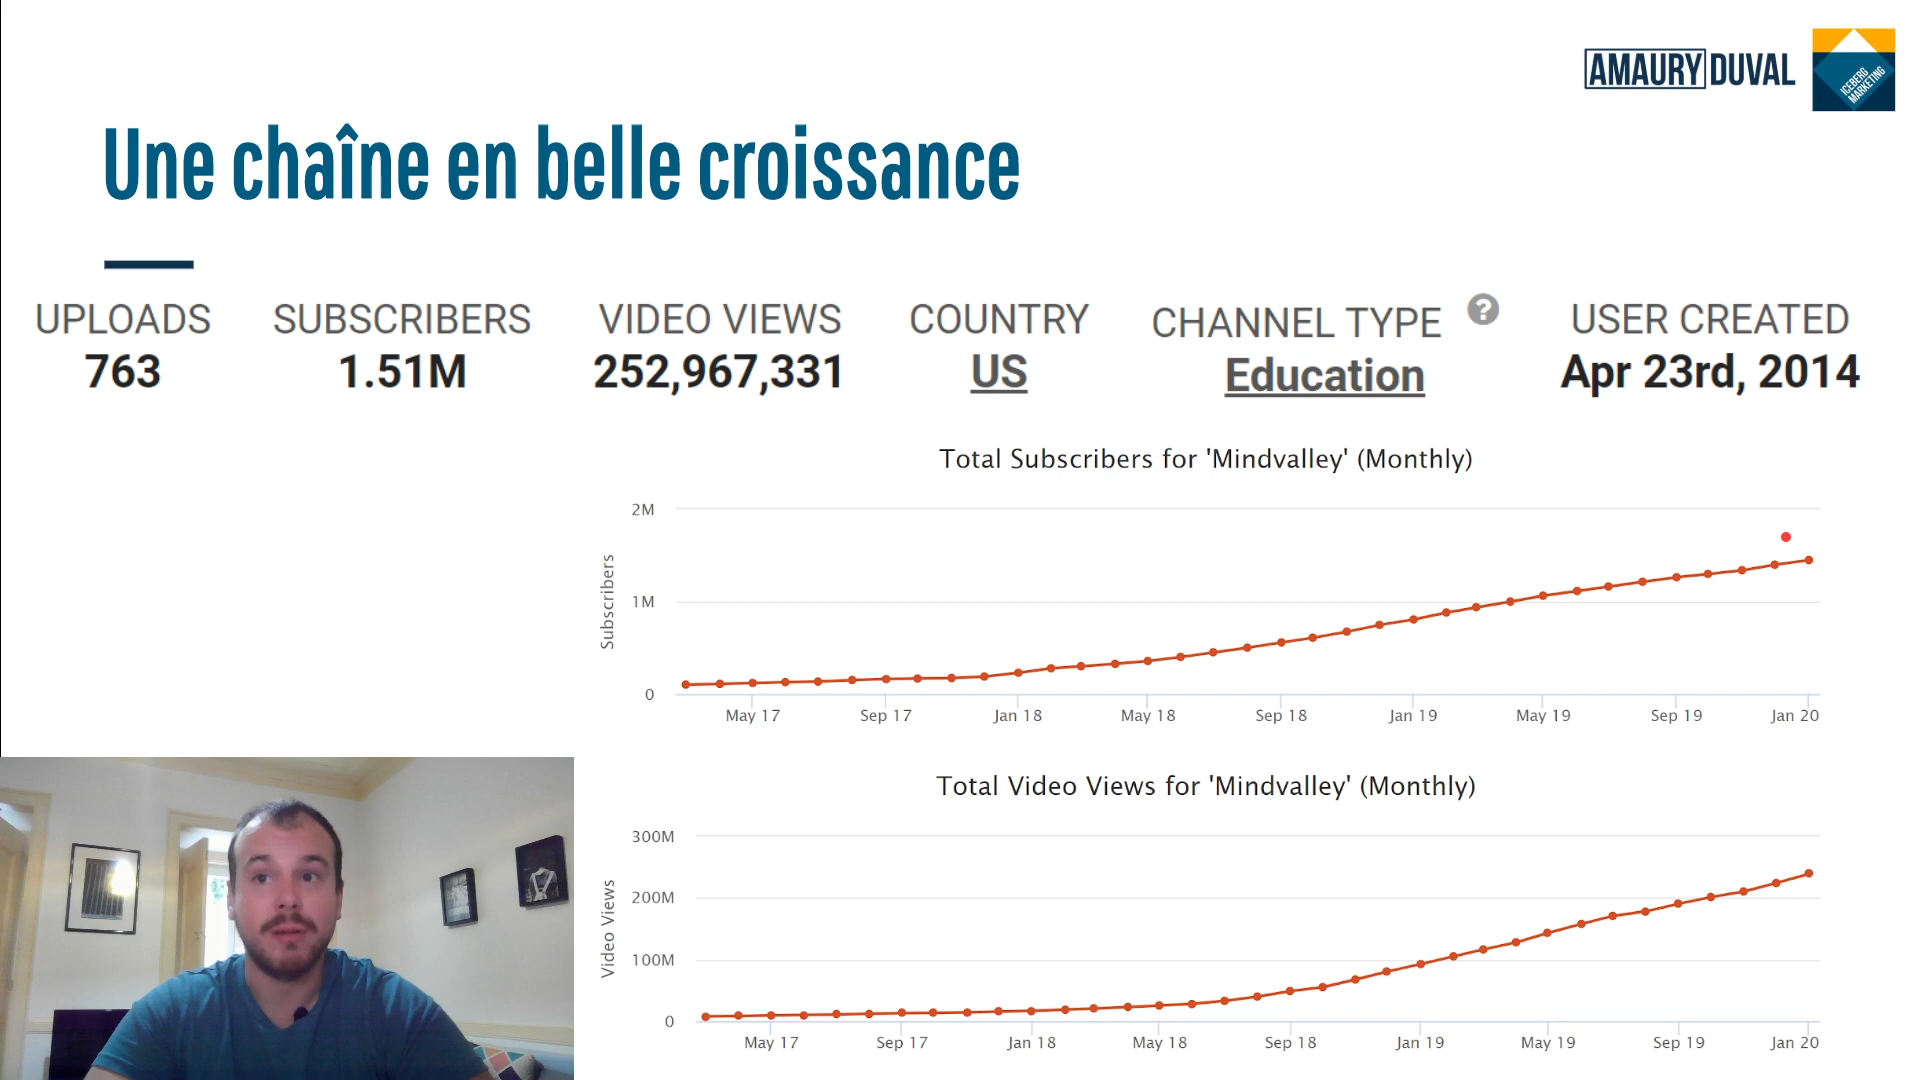 AMAURY DUVAL
ICEBERG
MARKETING
Une chaîne en belle croissance
UPLOADS
763
SUBSCRIBERS
1.51M
VIDEO VIEWS
252,967,331
COUNTRY
US
CHANNEL TYPE ?
Education
USER CREATED
Apr 23rd, 2014
Total Subscribers for 'Mindvalley' (Monthly)
Subscribers
2M
1M
0
May 17 Sep 17 Jan 18 May 18 Sep 18 Jan 19 May 19 Sep 19 Jan 20
Total Video Views for 'Mindvalley' (Monthly)
Video Views
300M
200M
100M
0
May 17 Sep 17 Jan 18 May 18 Sep 18 Jan 19 May 19 Sep 19 Jan 20